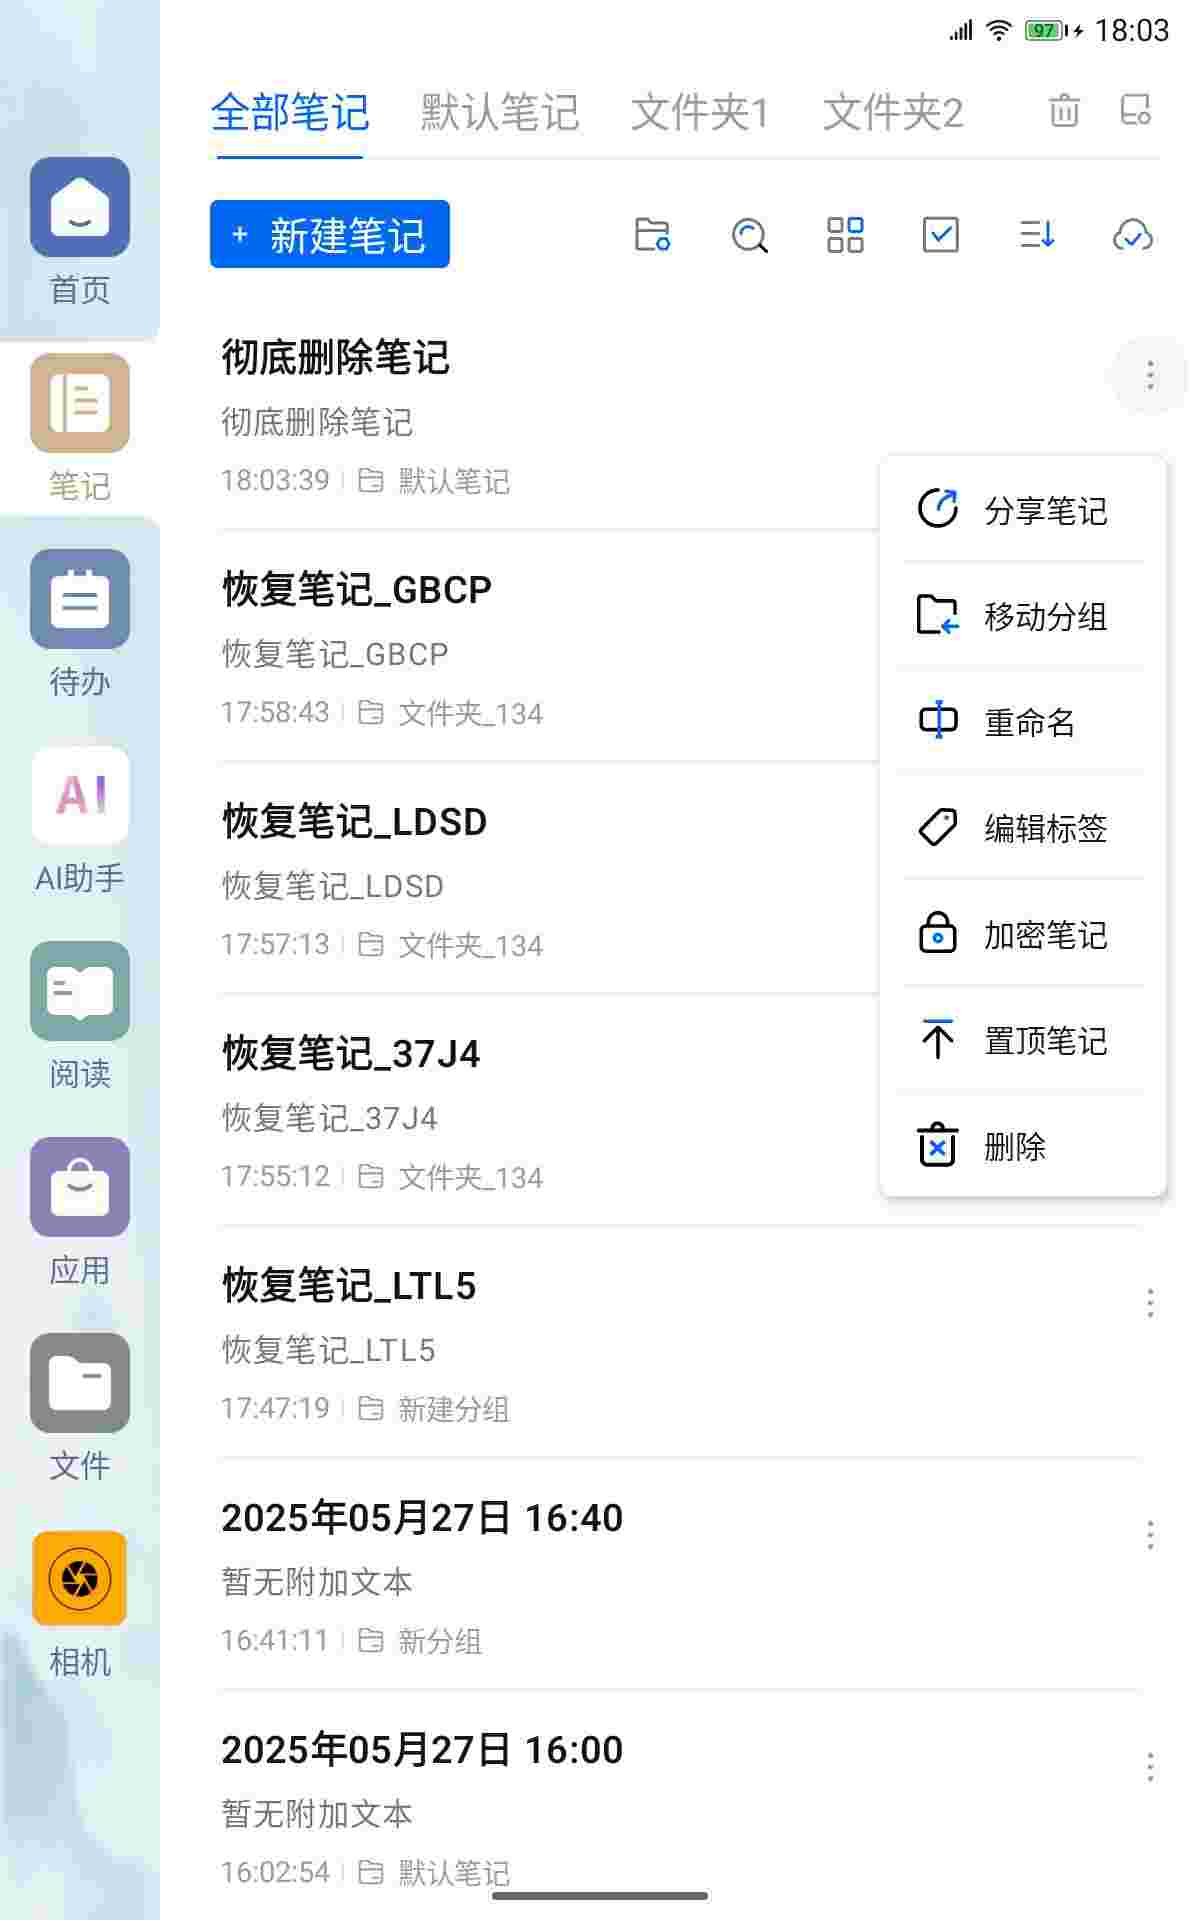 97 18:03
全部笔记 默认笔记 文件夹1 文件夹2
+ 新建笔记
首页
笔记
待办
AI
AI助手
阅读
应用
文件
相机
彻底删除笔记
彻底删除笔记
18:03:39 默认笔记
恢复笔记_GBCP
恢复笔记_GBCP
17:58:43 文件夹_134
恢复笔记_LDSD
恢复笔记_LDSD
17:57:13 文件夹_134
恢复笔记_37J4
恢复笔记_37J4
17:55:12 文件夹_134
恢复笔记_LTL5
恢复笔记_LTL5
17:47:19 新建分组
2025年05月27日 16:40
暂无附加文本
16:41:11 新分组
2025年05月27日 16:00
暂无附加文本
16:02:54 默认笔记
分享笔记
移动分组
重命名
编辑标签
加密笔记
置顶笔记
删除